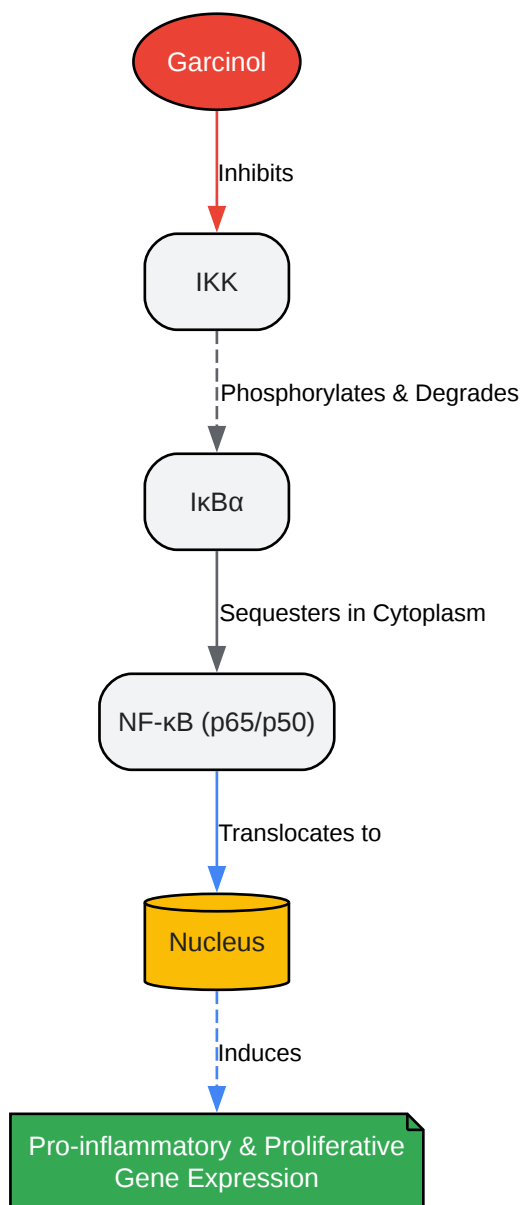 Garcinol
Inhibits
IKK
Phosphorylates & Degrades
IκBα
Sequesters in Cytoplasm
NF-κB (p65/p50)
Translocates to
Nucleus
Induces
Pro-inflammatory & Proliferative
Gene Expression